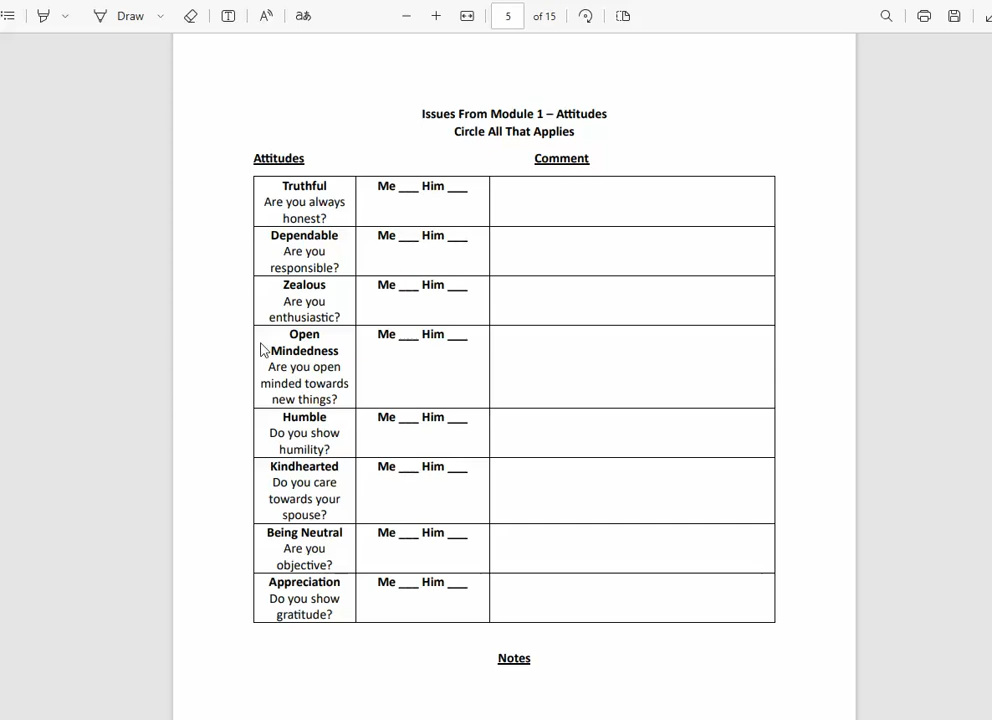 Draw
aあ
5 of 15
Issues From Module 1 – Attitudes
Circle All That Applies
Attitudes Comment
Truthful Me ___ Him ___
Are you always
honest?
Dependable Me ___ Him ___
Are you
responsible?
Zealous Me ___ Him ___
Are you
enthusiastic?
Open Me ___ Him ___
Mindedness
Are you open
minded towards
new things?
Humble Me ___ Him ___
Do you show
humility?
Kindhearted Me ___ Him ___
Do you care
towards your
spouse?
Being Neutral Me ___ Him ___
Are you
objective?
Appreciation Me ___ Him ___
Do you show
gratitude?
Notes